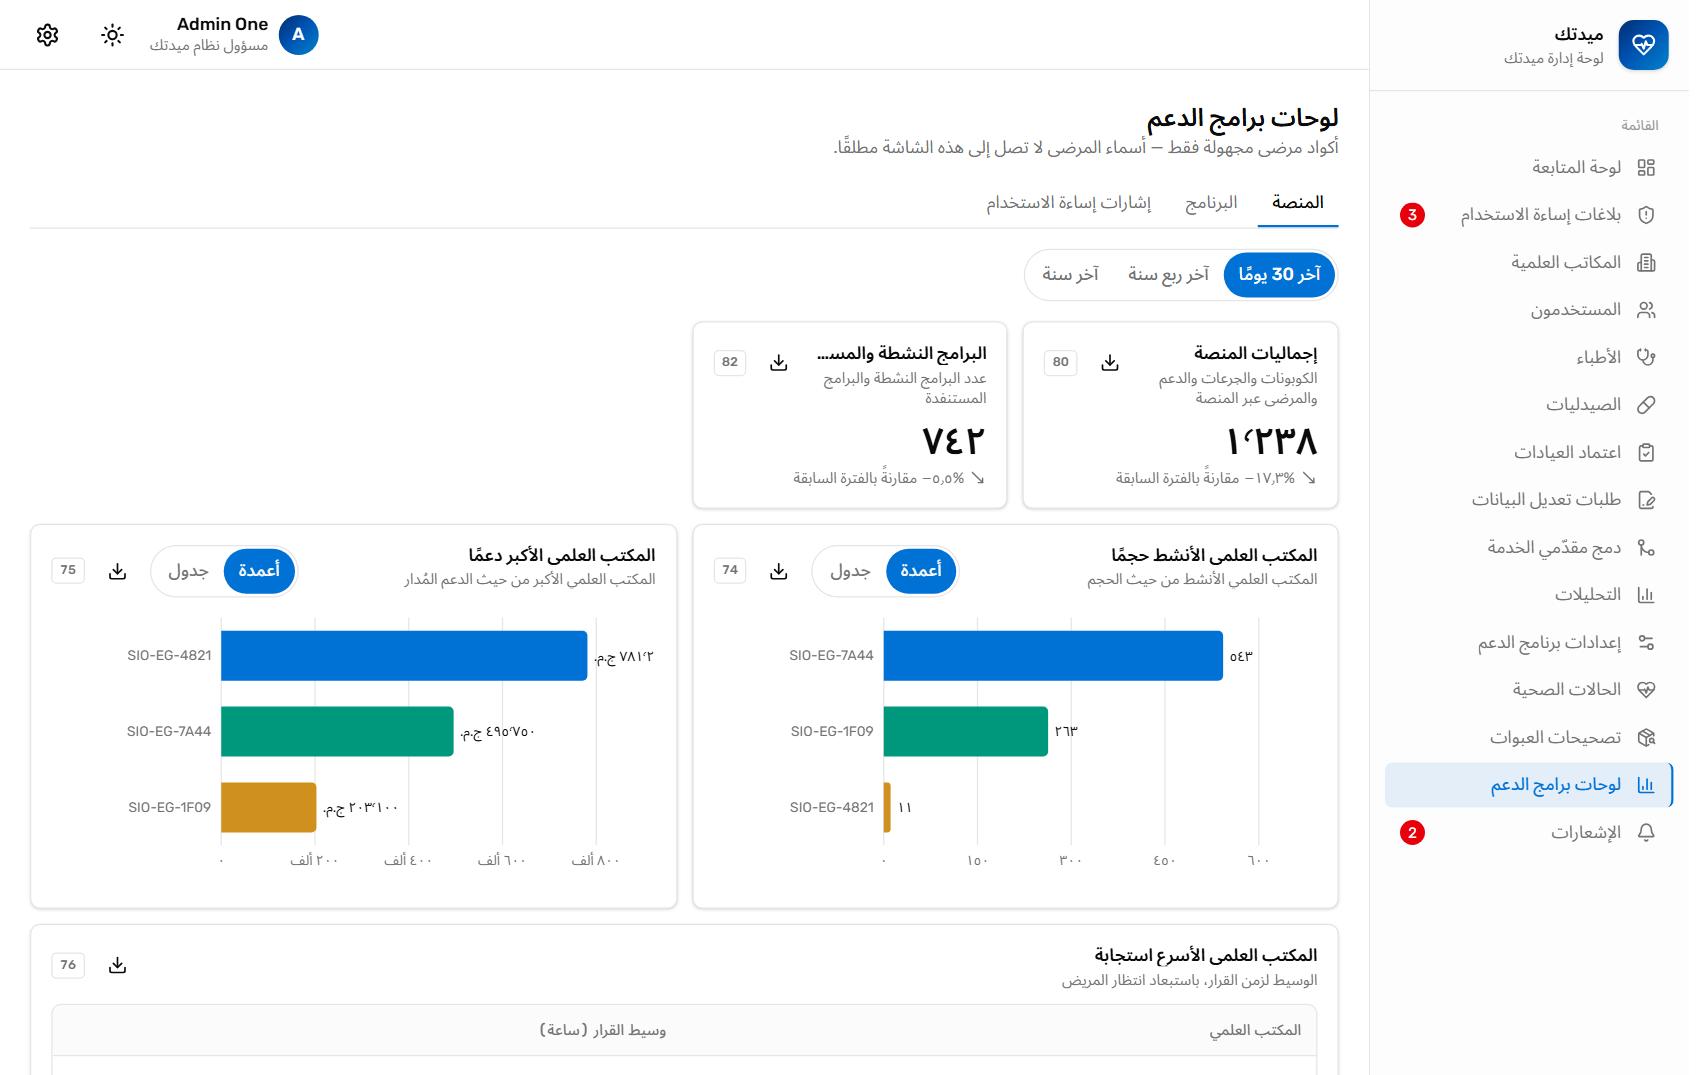 ميدتك
لوحة إدارة ميدتك
القائمة
لوحة المتابعة
بلاغات إساءة الاستخدام
3
المكاتب العلمية
المستخدمون
الأطباء
الصيدليات
اعتماد العيادات
طلبات تعديل البيانات
دمج مقدّمي الخدمة
التحليلات
إعدادات برنامج الدعم
الحالات الصحية
تصحيحات العبوات
لوحات برامج الدعم
الإشعارات
2
A
Admin One
مسؤول نظام ميدتك
لوحات برامج الدعم
أكواد مرضى مجهولة فقط – أسماء المرضى لا تصل إلى هذه الشاشة مطلقًا.
المنصة
البرنامج
إشارات إساءة الاستخدام
آخر 30 يومًا
آخر ربع سنة
آخر سنة
إجماليات المنصة
80
الكوبونات والجرعات والدعم
والمرضى عبر المنصة
١٬٢٣٨
−١٧٫٣% مقارنةً بالفترة السابقة
البرامج النشطة والمسـ...
82
عدد البرامج النشطة والبرامج
المستنفدة
٧٤٢
−٥٫٥% مقارنةً بالفترة السابقة
المكتب العلمي الأنشط حجمًا
المكتب العلمي الأنشط من حيث الحجم
أعمدة
جدول
74
SIO-EG-7A44
٥٤٣
SIO-EG-1F09
٢٦٣
SIO-EG-4821
١١
٠
١٥٠
٣٠٠
٤٥٠
٦٠٠
المكتب العلمي الأكبر دعمًا
المكتب العلمي الأكبر من حيث الدعم المُدار
أعمدة
جدول
75
SIO-EG-4821
٧٨١٬٢ ج.م.
SIO-EG-7A44
٤٩٥٬٧٥٠ ج.م.
SIO-EG-1F09
٢٠٣٬١٠٠ ج.م.
٠
٢٠٠ ألف
٤٠٠ ألف
٦٠٠ ألف
٨٠٠ ألف
المكتب العلمي الأسرع استجابة
76
الوسيط لزمن القرار، باستبعاد انتظار المريض
المكتب العلمي
وسيط القرار (ساعة)